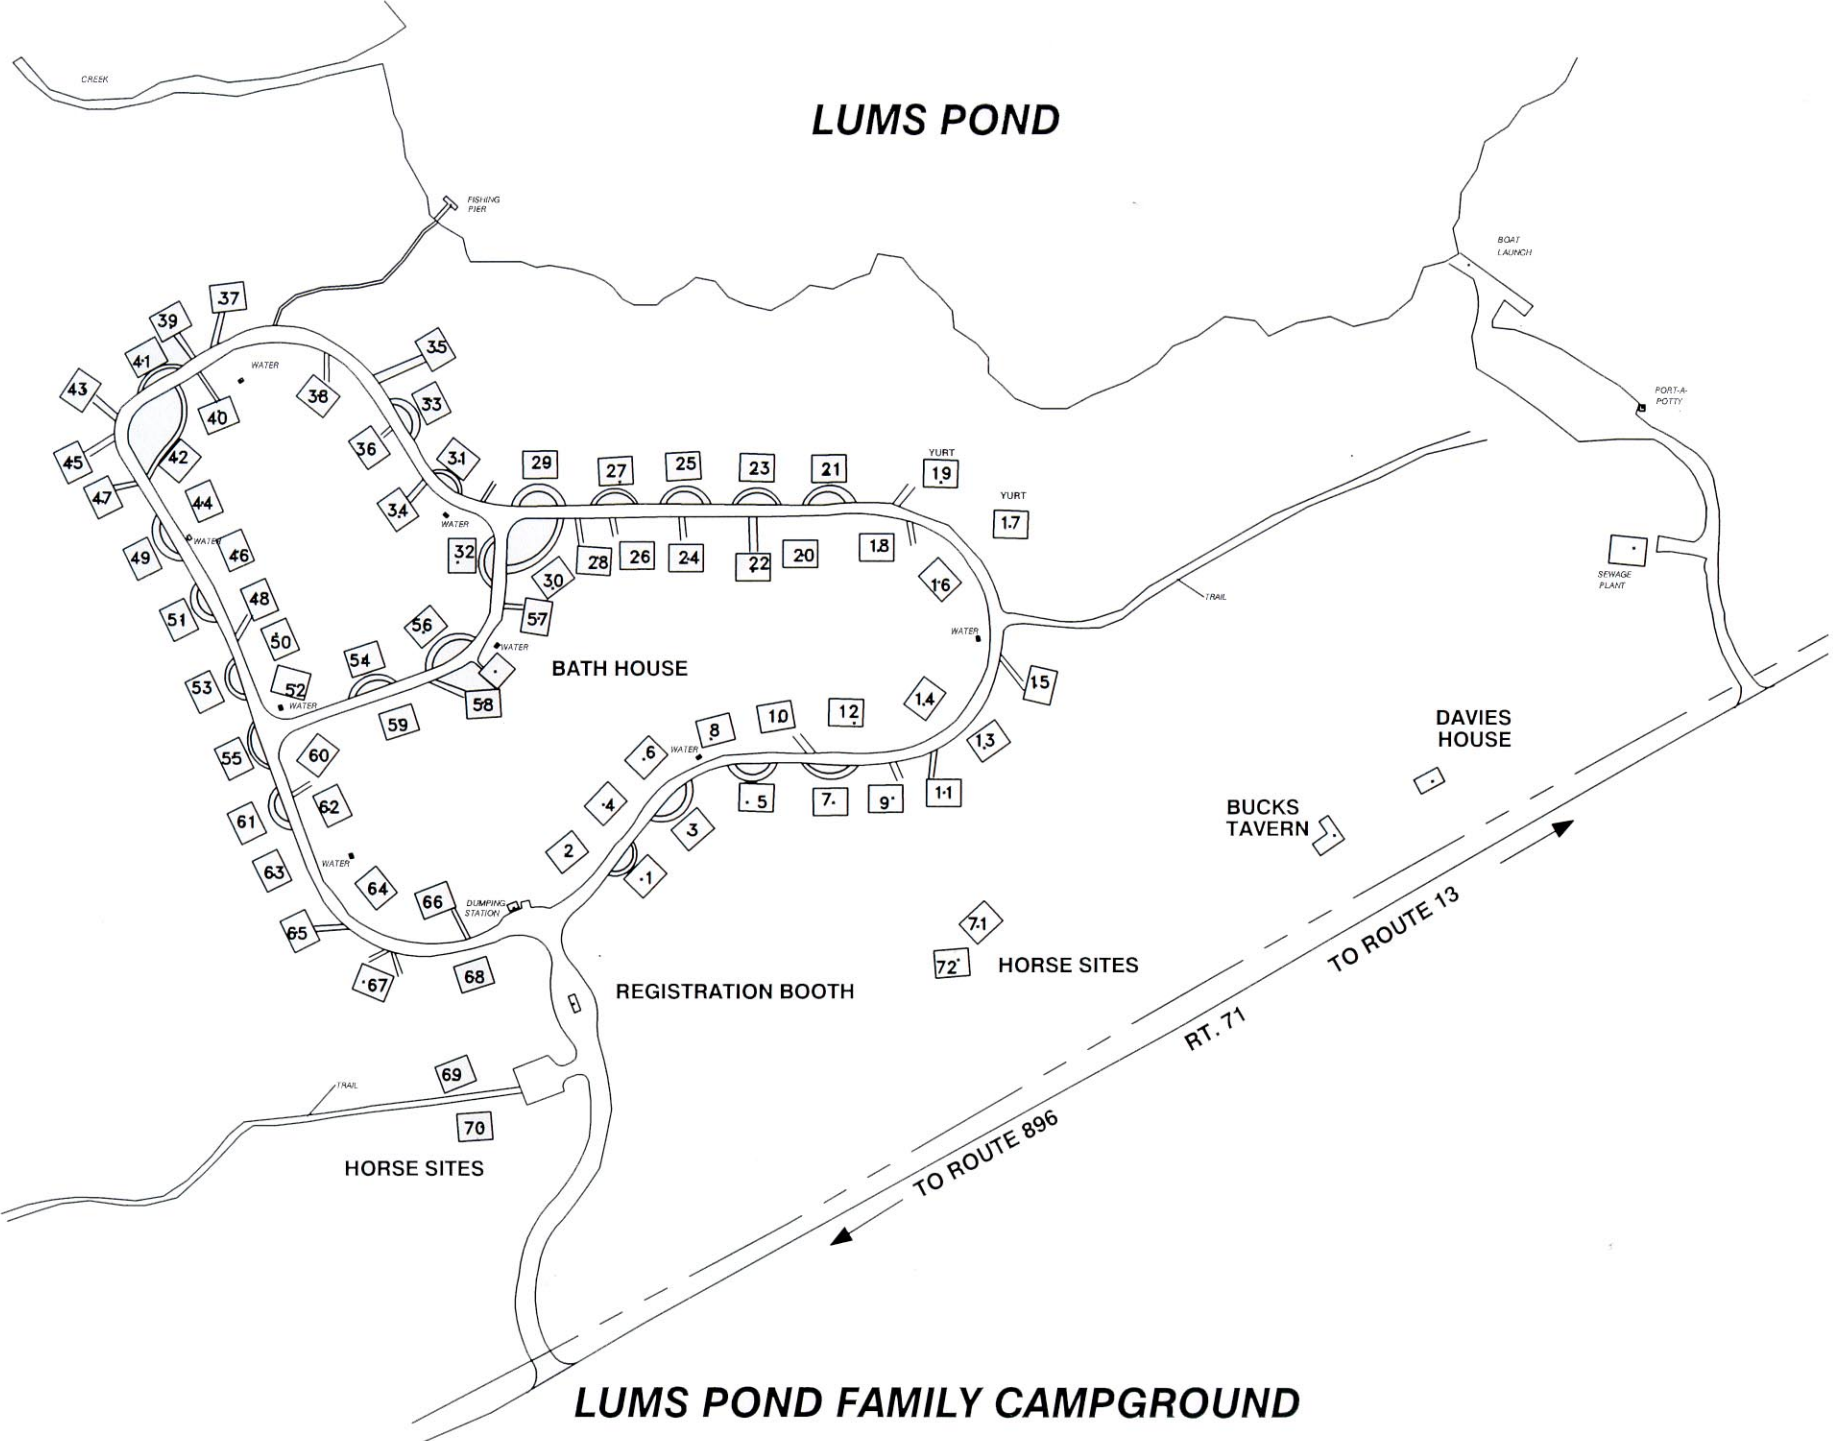 CREEK
LUMS POND
FISHING
PIER
BOAT
LAUNCH
37
39
41
35
43
WATER
38
33
40
PORT-A-
POTTY
36
31
45
42
29
27
25
23
21
YURT
19
47
44
34
WATER
YURT
17
49
WATER
46
32
28
26
24
22
20
18
SEWAGE
PLANT
30
16
48
51
57
TRAIL
50
56
WATER
WATER
54
BATH HOUSE
53
52
WATER
58
15
14
59
10
12
8
DAVIES
HOUSE
55
60
6
WATER
13
61
62
4
5
7
9
11
BUCKS
TAVERN
3
63
WATER
2
64
1
66
DUMPING
STATION
65
71
72
HORSE SITES
TO ROUTE 13
67
68
REGISTRATION BOOTH
RT. 71
69
TRAIL
70
TO ROUTE 896
HORSE SITES
LUMS POND FAMILY CAMPGROUND